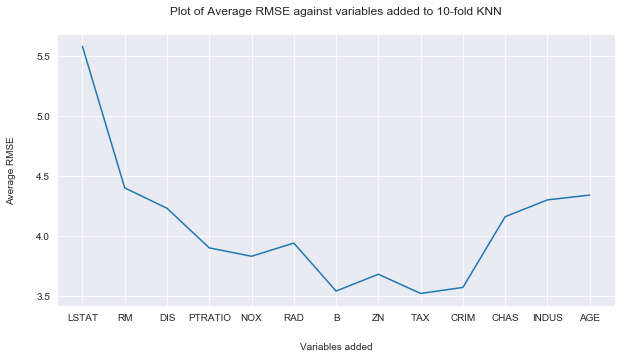 Plot of Average RMSE against variables added to 10-fold KNN
5.5
5.0
4.5
4.0
3.5
Average RMSE
LSTAT RM DIS PTRATIO NOX RAD B ZN TAX CRIM CHAS INDUS AGE
Variables added